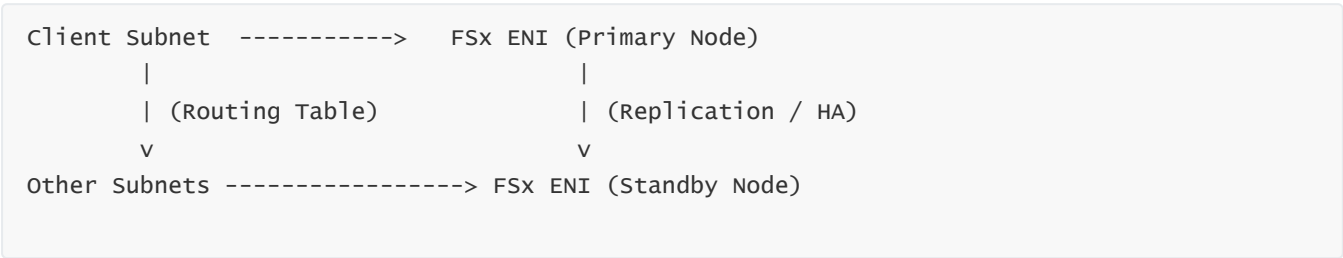 Client Subnet -----------> FSx ENI (Primary Node)
| |
| (Routing Table) | (Replication / HA)
v v
Other Subnets -----------------> FSx ENI (Standby Node)